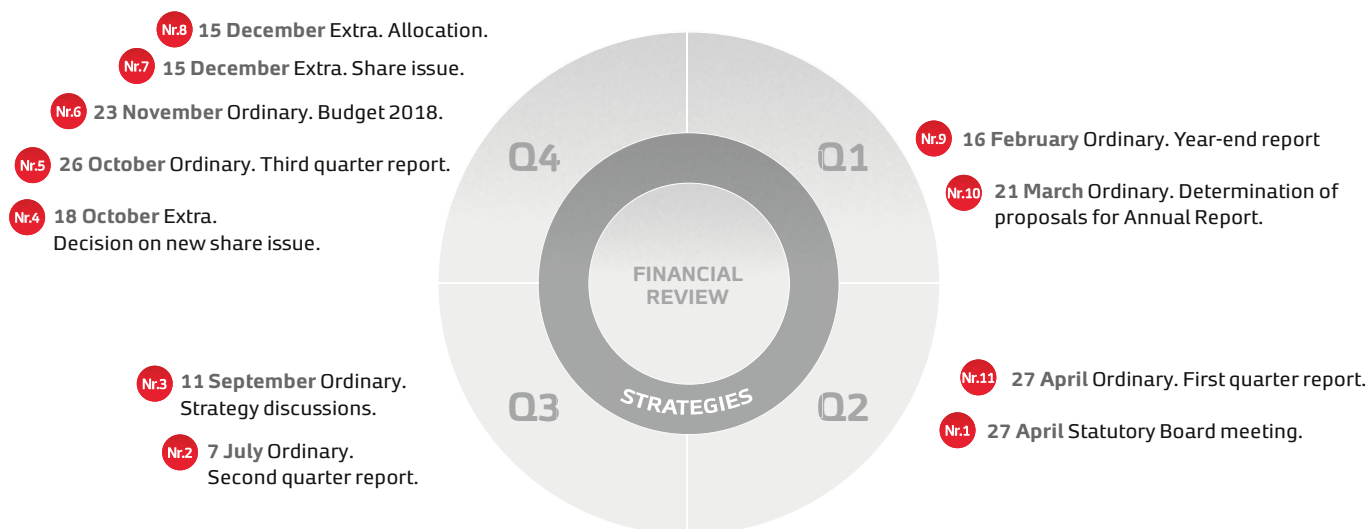 Nr.8 15 December Extra. Allocation.
Nr.7 15 December Extra. Share issue.
Nr.6 23 November Ordinary. Budget 2018.
Nr.5 26 October Ordinary. Third quarter report.
Nr.4 18 October Extra.
Decision on new share issue.
Q4
Q1
Nr.9 16 February Ordinary. Year-end report
Nr.10 21 March Ordinary. Determination of
proposals for Annual Report.
FINANCIAL
REVIEW
STRATEGIES
Nr.3 11 September Ordinary.
Strategy discussions.
Nr.2 7 July Ordinary.
Second quarter report.
Q3
Q2
Nr.11 27 April Ordinary. First quarter report.
Nr.1 27 April Statutory Board meeting.